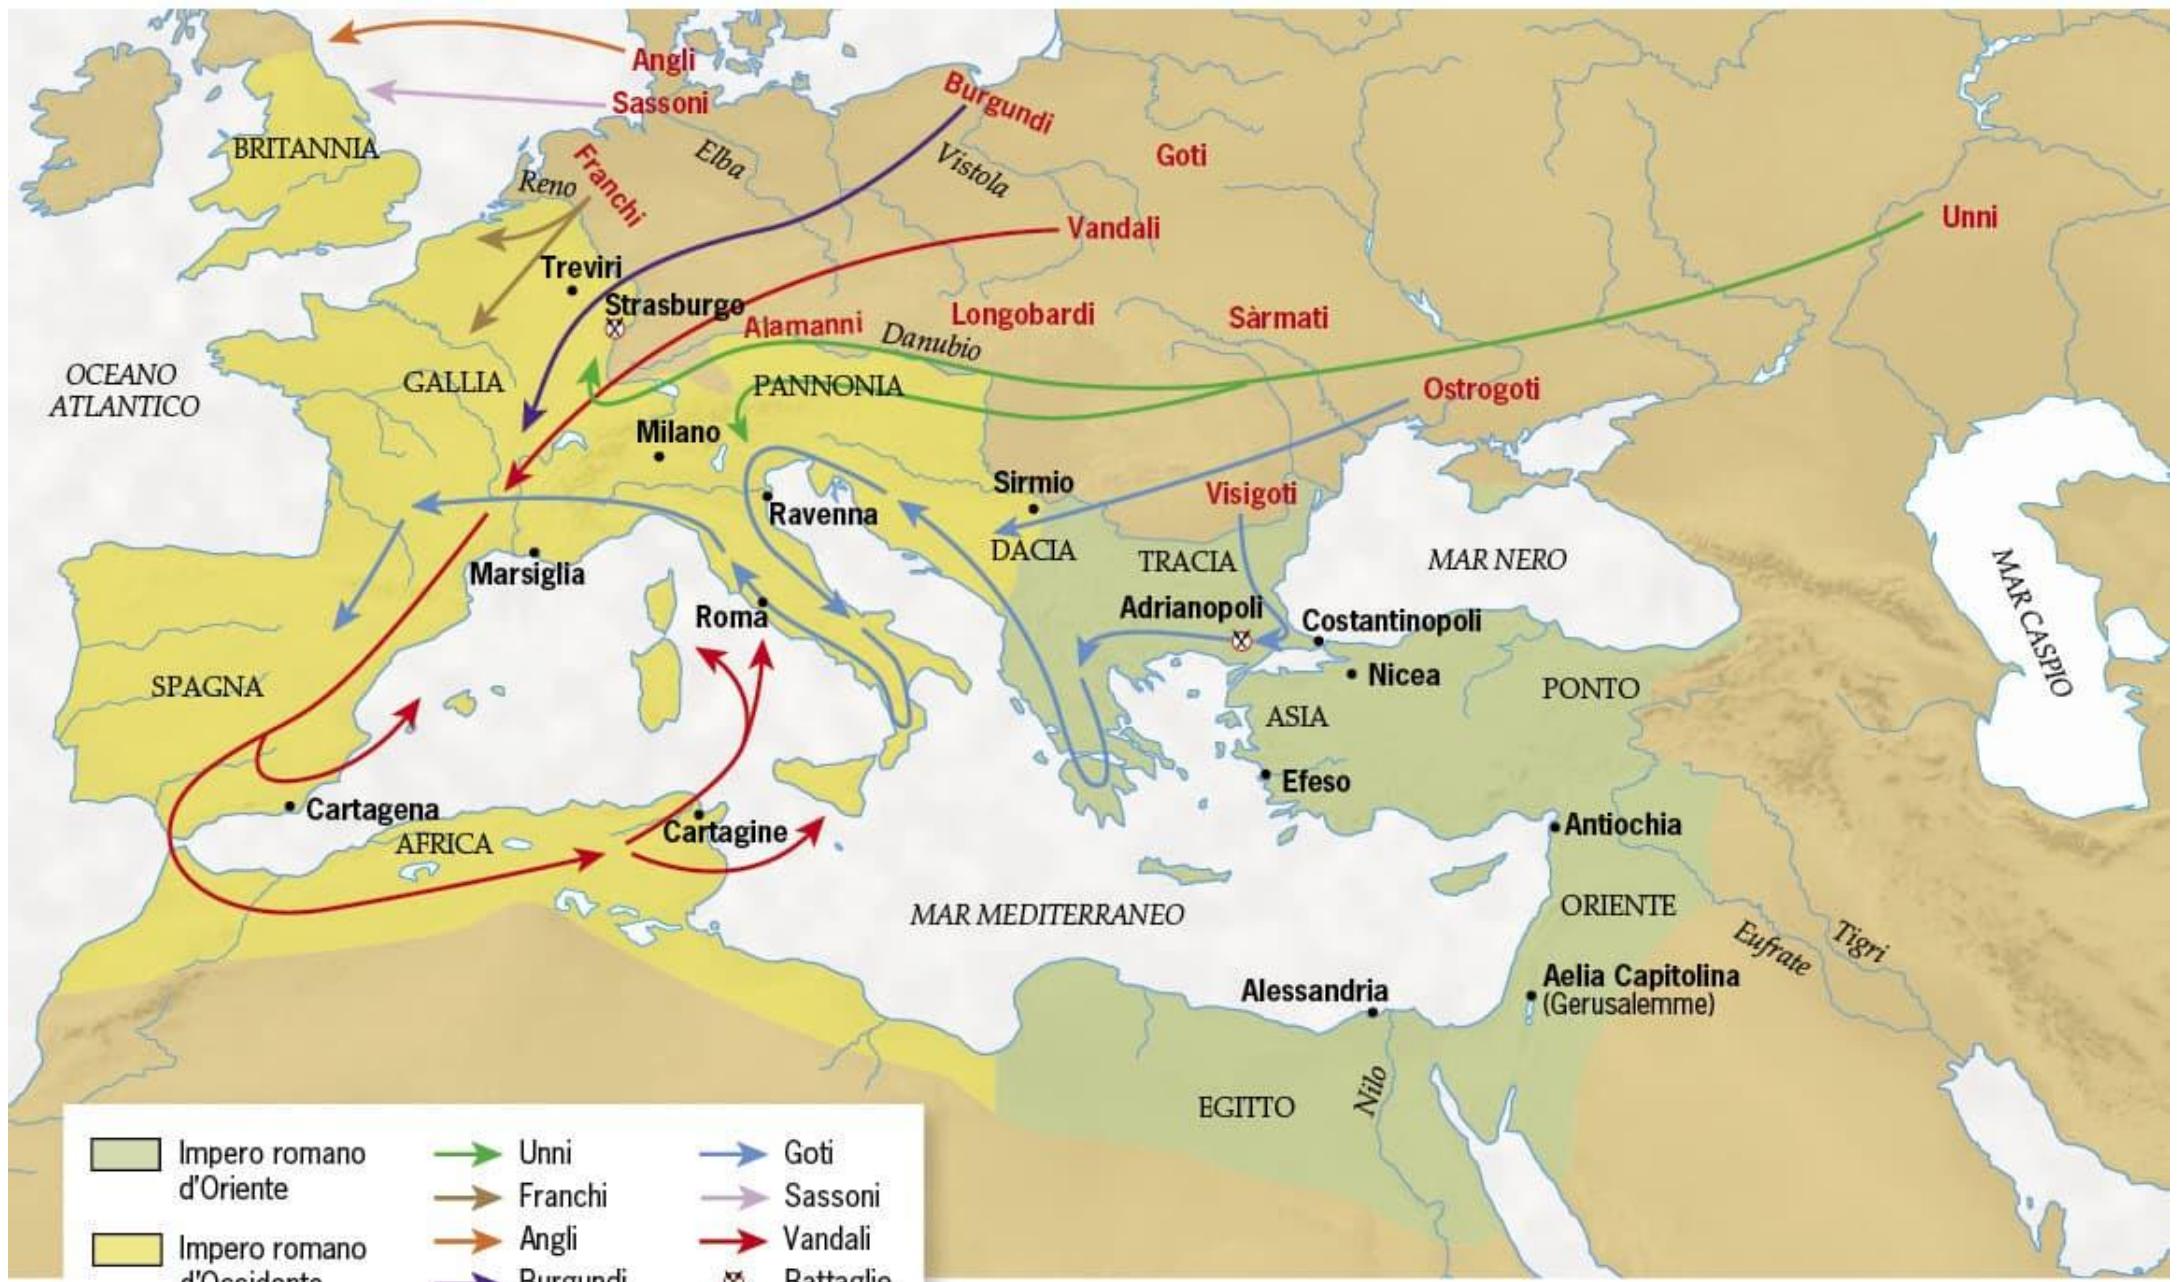 Angli
Sassoni
Burgundi
BRITANNIA
Elba
Vistola
Goti
Franchi
Reno
Vandali
Unni
Treviri
Strasburgo
Alamanni
Longobardi
Sàrmati
Danubio
OCEANO
ATLANTICO
GALLIA
PANNONIA
Ostrogoti
Milano
Sirmio
Visigoti
Ravenna
DACIA
TRACIA
MAR NERO
MAR CASPIO
Marsiglia
Roma
Adrianopoli
Costantinopoli
Nicea
PONTO
SPAGNA
ASIA
Efeso
Cartagena
AFRICA
Cartagine
Antiochia
MAR MEDITERRANEO
ORIENTE
Eufrate
Tigri
Alessandria
Aelia Capitolina
(Gerusalemme)
EGITTO
Nilo
Impero romano
d'Oriente
Impero romano
d'Occidente
Unni
Franchi
Angli
Burgundi
Goti
Sassoni
Vandali
Battaglie